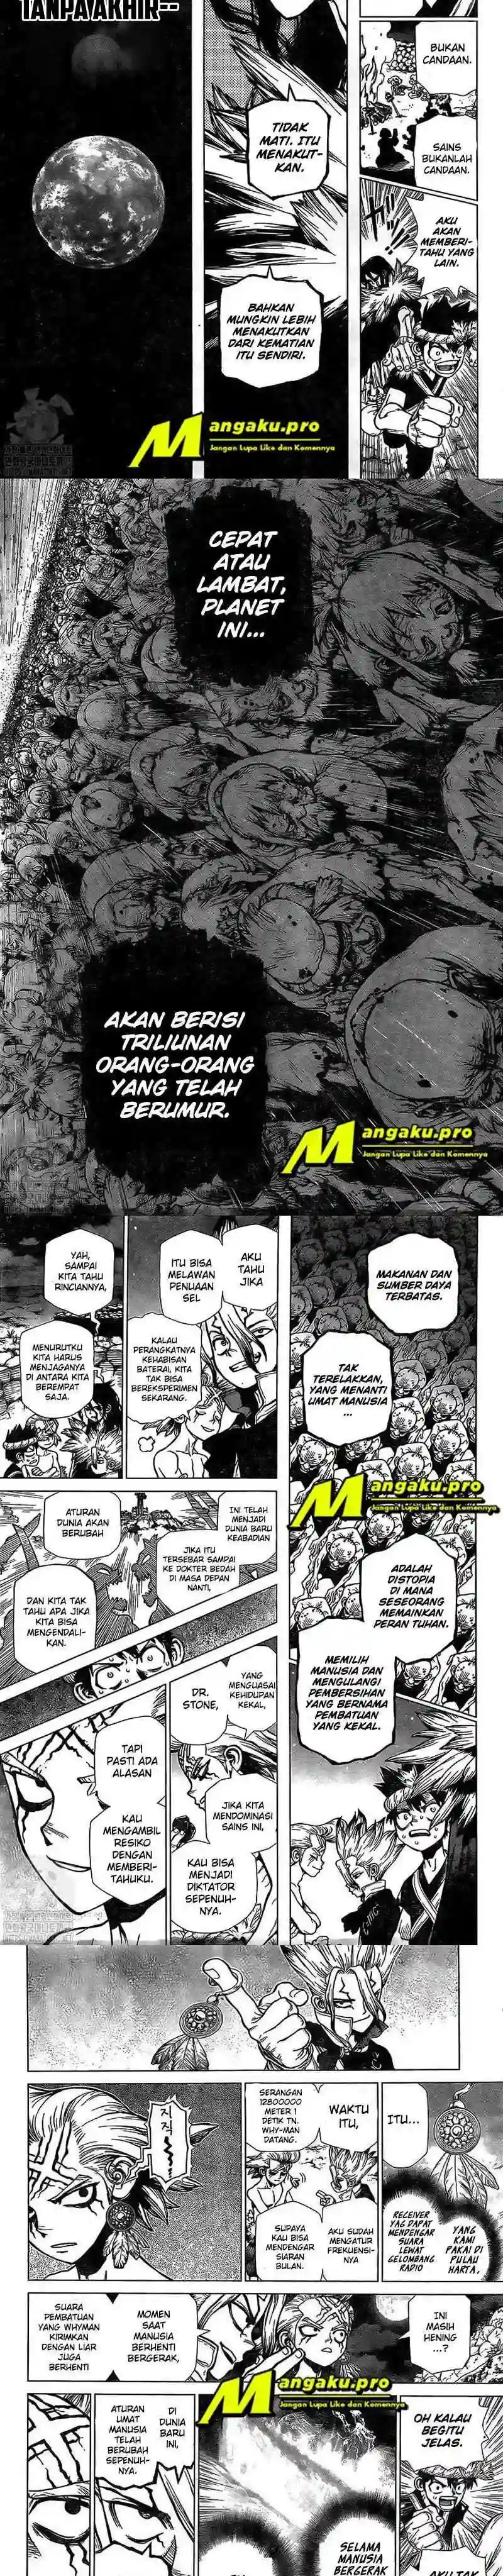 TANPA AKHIR--
BUKAN
CANDAAN.
SAINS
BUKANLAH
CANDAAN.
AKU
AKAN
MEMBERI-
TAHU YANG
LAIN.
TIDAK
MATI. ITU
MENAKUT-
KAN.
BAHKAN
MUNGKIN LEBIH
MENAKUTKAN
DARI KEMATIAN
ITU SENDIRI.
Mangaku.pro
Jangan Lupa Like dan Komennya
CEPAT
ATAU
LAMBAT,
PLANET
INI...
AKAN BERISI
TRILIUNAN
ORANG-ORANG
YANG TELAH
BERUMUR.
Mangaku.pro
Jangan Lupa Like dan Komennya
MAKANAN DAN
SUMBER DAYA
TERBATAS.
TAK
TERELAKKAN,
YANG MENANTI
UMAT MANUSIA
...
Mangaku.pro
Jangan Lupa Like dan Komennya
ADALAH
DISTOPIA
DI MANA
SESEORANG
MEMAINKAN
PERAN TUHAN.
MEMILIH
MANUSIA DAN
MENGULANGI
PEMBERSIHAN
YANG BERNAMA
PEMBATUAN
YANG KEKAL.
AKU
TAHU
JIKA
ITU BISA
MELAWAN
PENUAAN
SEL
KALAU
PERANGKATNYA
KEHABISAN
BATERAI, KITA
TAK BISA
BEREKSPERIMEN
SEKARANG.
YAH,
SAMPAI
KITA TAHU
RINCIANNYA,
MENURUTKU
KITA HARUS
MENJAGANYA
DI ANTARA KITA
BEREMPAT
SAJA.
INI TELAH
MENJADI
DUNIA BARU
KEABADIAN
JIKA ITU
TERSEBAR SAMPAI
KE DOKTER BEDAH
DI MASA DEPAN
NANTI,
ATURAN
DUNIA AKAN
BERUBAH
DAN KITA TAK
TAHU APA JIKA
KITA BISA
MENGENDALI-
KAN.
YANG
MENGUASAI
KEHIDUPAN
KEKAL,
DR.
STONE,
JIKA KITA
MENDOMINASI
SAINS INI,
KAU BISA
MENJADI
DIKTATOR
SEPENUH-
NYA.
TAPI
PASTI ADA
ALASAN
KAU
MENGAMBIL
RESIKO
DENGAN
MEMBERI-
TAHUKU.
ITU...
YANG
KAMI
PAKAI DI
PULAU
HARTA,
RECEIVER
YAG DAPAT
MENDENGAR
SUARA
LEWAT
GELOMBANG
RADIO
WAKTU
ITU,
SERANGAN
12800000
METER 1
DETIK TN.
WHY-MAN
DATANG.
AKU SUDAH
MENGATUR
FREKUENSI-
NYA
SUPAYA
KAU BISA
MENDENGAR
SIARAN
BULAN.
지직
INI
MASIH
HENING
...?
MOMEN
SAAT
MANUSIA
BERHENTI
BERGERAK,
SUARA
PEMBATUAN
YANG WHYMAN
KIRIMKAN
DENGAN LIAR
JUGA
BERHENTI
Mangaku.pro
Jangan Lupa Like dan Komennya
OH KALAU
BEGITU
JELAS.
SELAMA
MANUSIA
BERGERAK
DI
DUNIA
BARU
INI,
ATURAN
UMAT
MANUSIA
TELAH
BERUBAH
SEPENUH-
NYA.